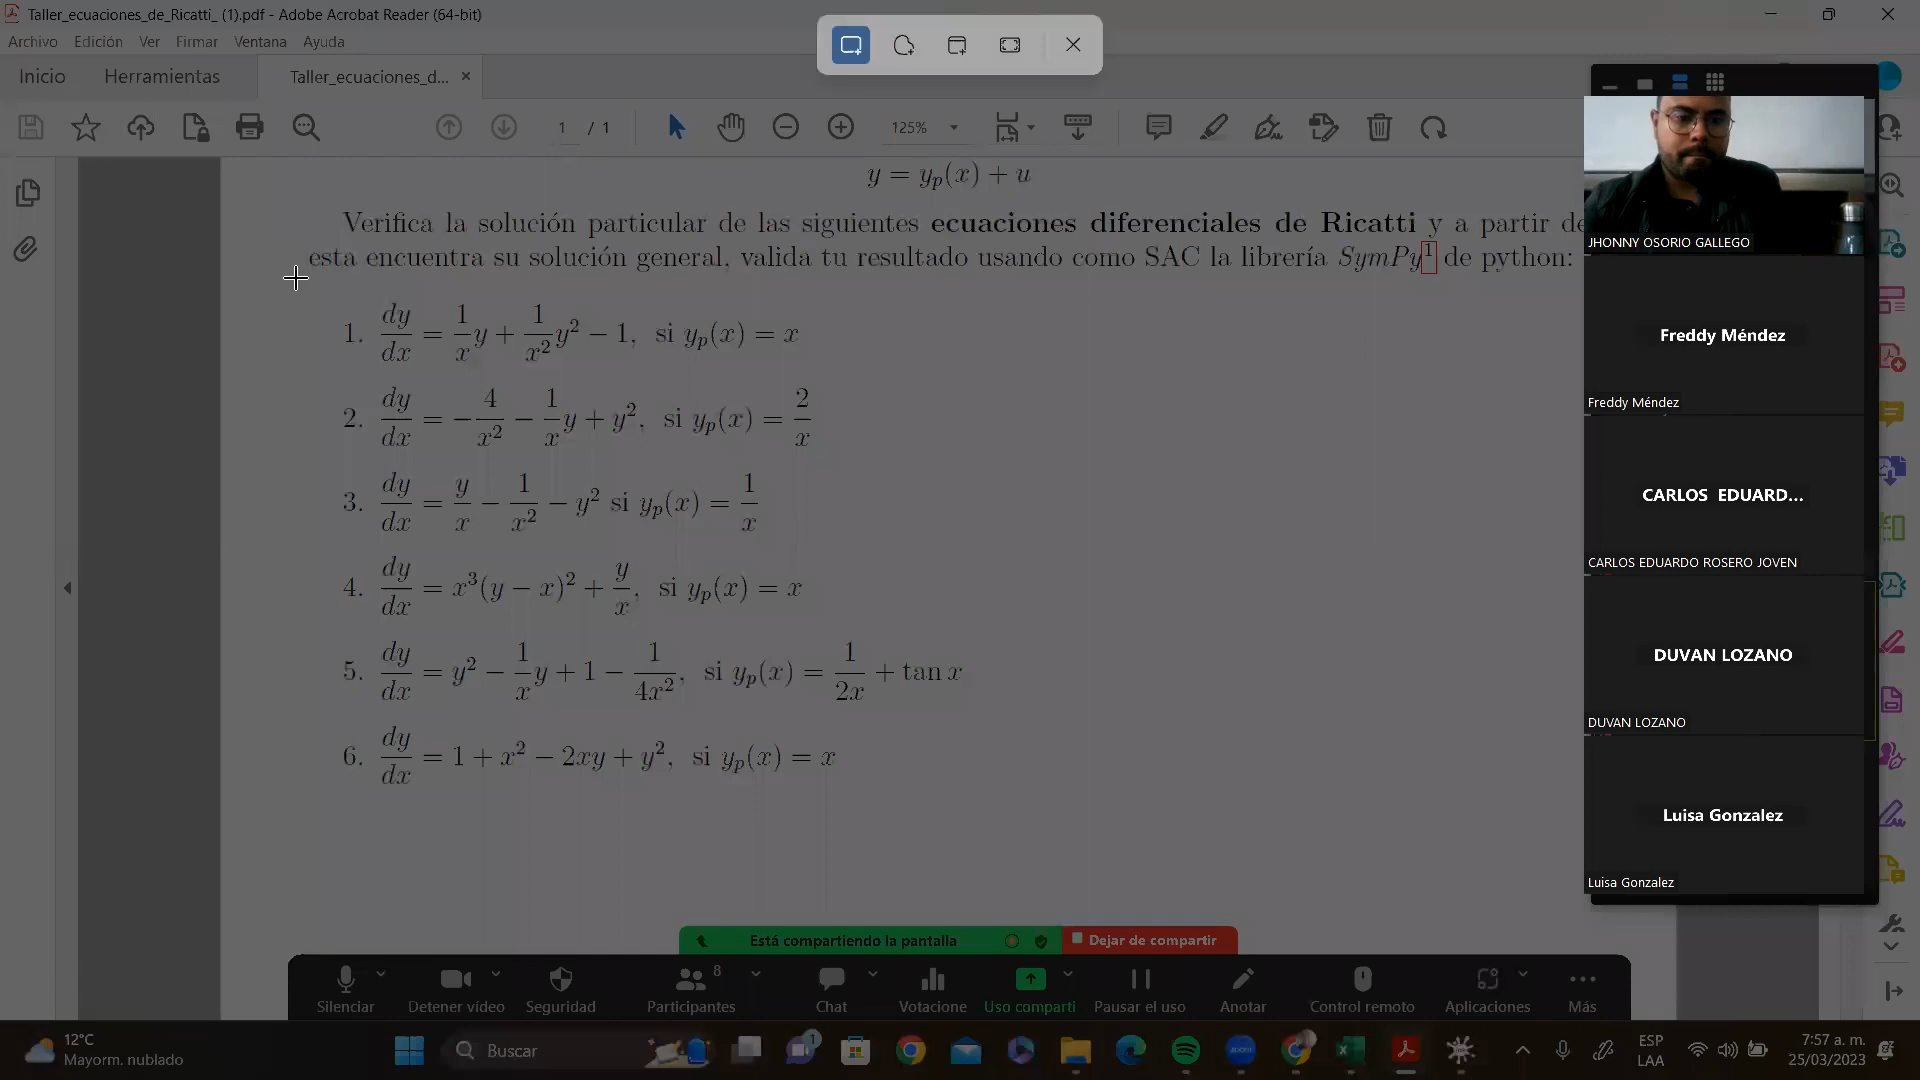 Taller_ecuaciones_de_Ricatti_ (1).pdf - Adobe Acrobat Reader (64-bit)
Archivo Edición Ver Firmar Ventana Ayuda
Inicio Herramientas Taller_ecuaciones_d... ×
1 / 1 125%
y = yₚ(x) + u
Verifica la solución particular de las siguientes ecuaciones diferenciales de Ricatti y a partir de
esta encuentra su solución general, valida tu resultado usando como SAC la librería SymPy¹ de python:
1. dy/dx = 1/x y + 1/x² y² − 1, si yₚ(x) = x
2. dy/dx = −4/x² − 1/x y + y², si yₚ(x) = 2/x
3. dy/dx = y/x − 1/x² − y² si yₚ(x) = 1/x
4. dy/dx = x³(y − x)² + y/x, si yₚ(x) = x
5. dy/dx = y² − 1/x y + 1 − 1/4x², si yₚ(x) = 1/2x + tan x
6. dy/dx = 1 + x² − 2xy + y², si yₚ(x) = x
JHONNY OSORIO GALLEGO
Freddy Méndez
Freddy Méndez
CARLOS EDUARD...
CARLOS EDUARDO ROSERO JOVEN
DUVAN LOZANO
DUVAN LOZANO
Luisa Gonzalez
Luisa Gonzalez
Está compartiendo la pantalla Dejar de compartir
8
Silenciar Detener vídeo Seguridad Participantes Chat Votacione Uso comparti Pausar el uso Anotar Control remoto Aplicaciones Más
12°C
Mayorm. nublado
Buscar
1
ESP
LAA
7:57 a. m.
25/03/2023